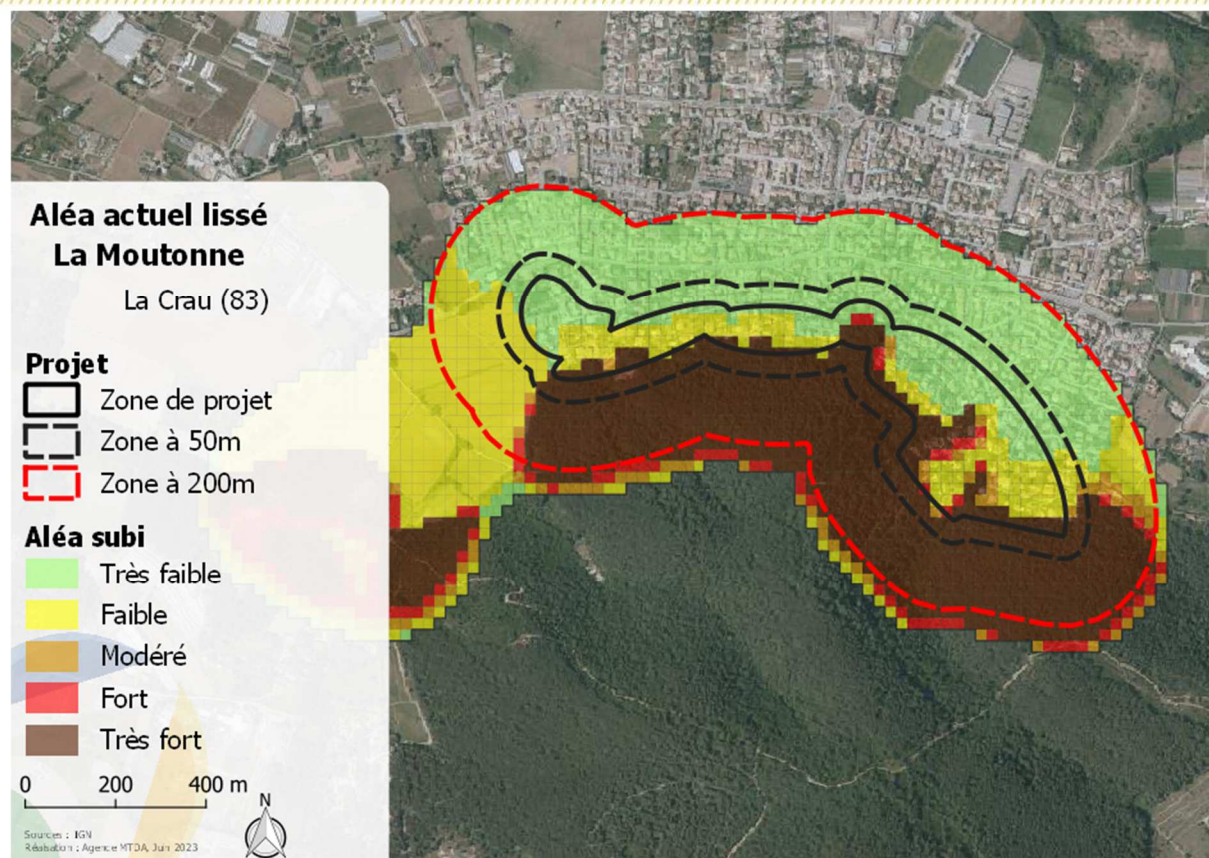 Aléa actuel lissé
La Moutonne
La Crau (83)
Projet
Zone de projet
Zone à 50m
Zone à 200m
Aléa subi
Très faible
Faible
Modéré
Fort
Très fort
0 200 400 m
N
Sources : IGN
Réalisation : Agence MTDA, Juin 2023